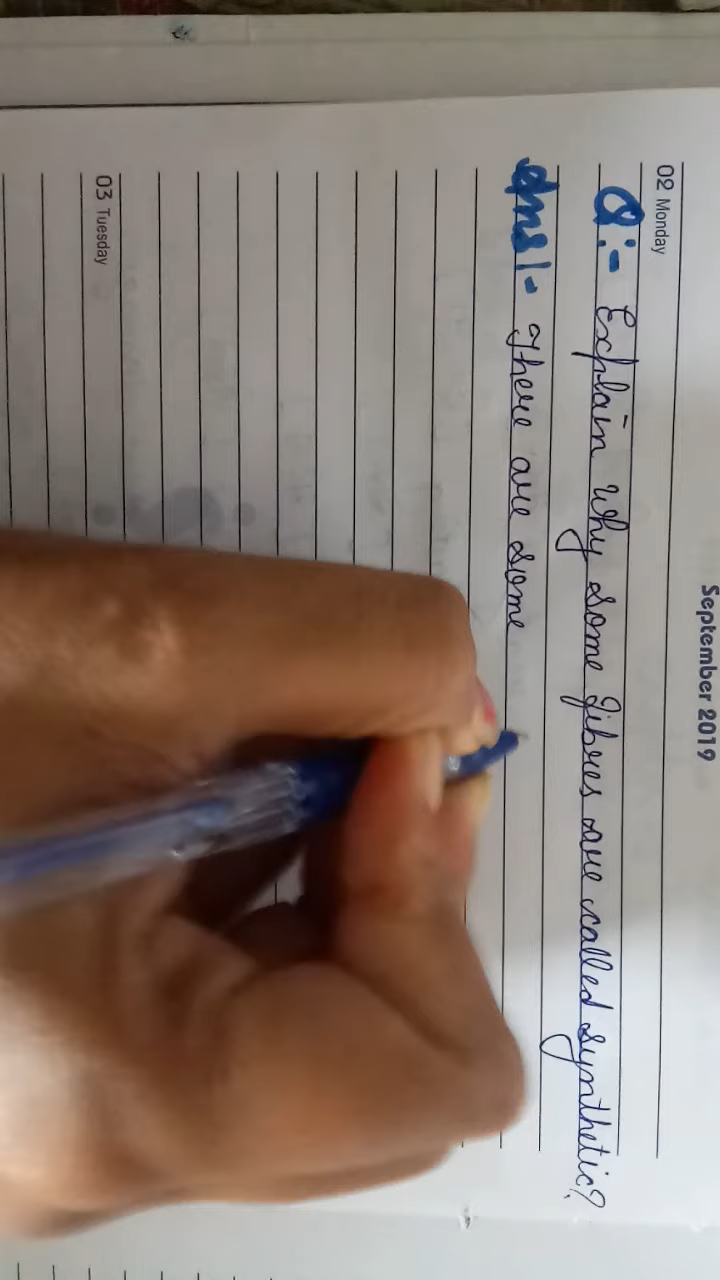 September 2019
02 Monday
Q:- Explain why some fibres are called synthetic?
Ans:- There are some
03 Tuesday